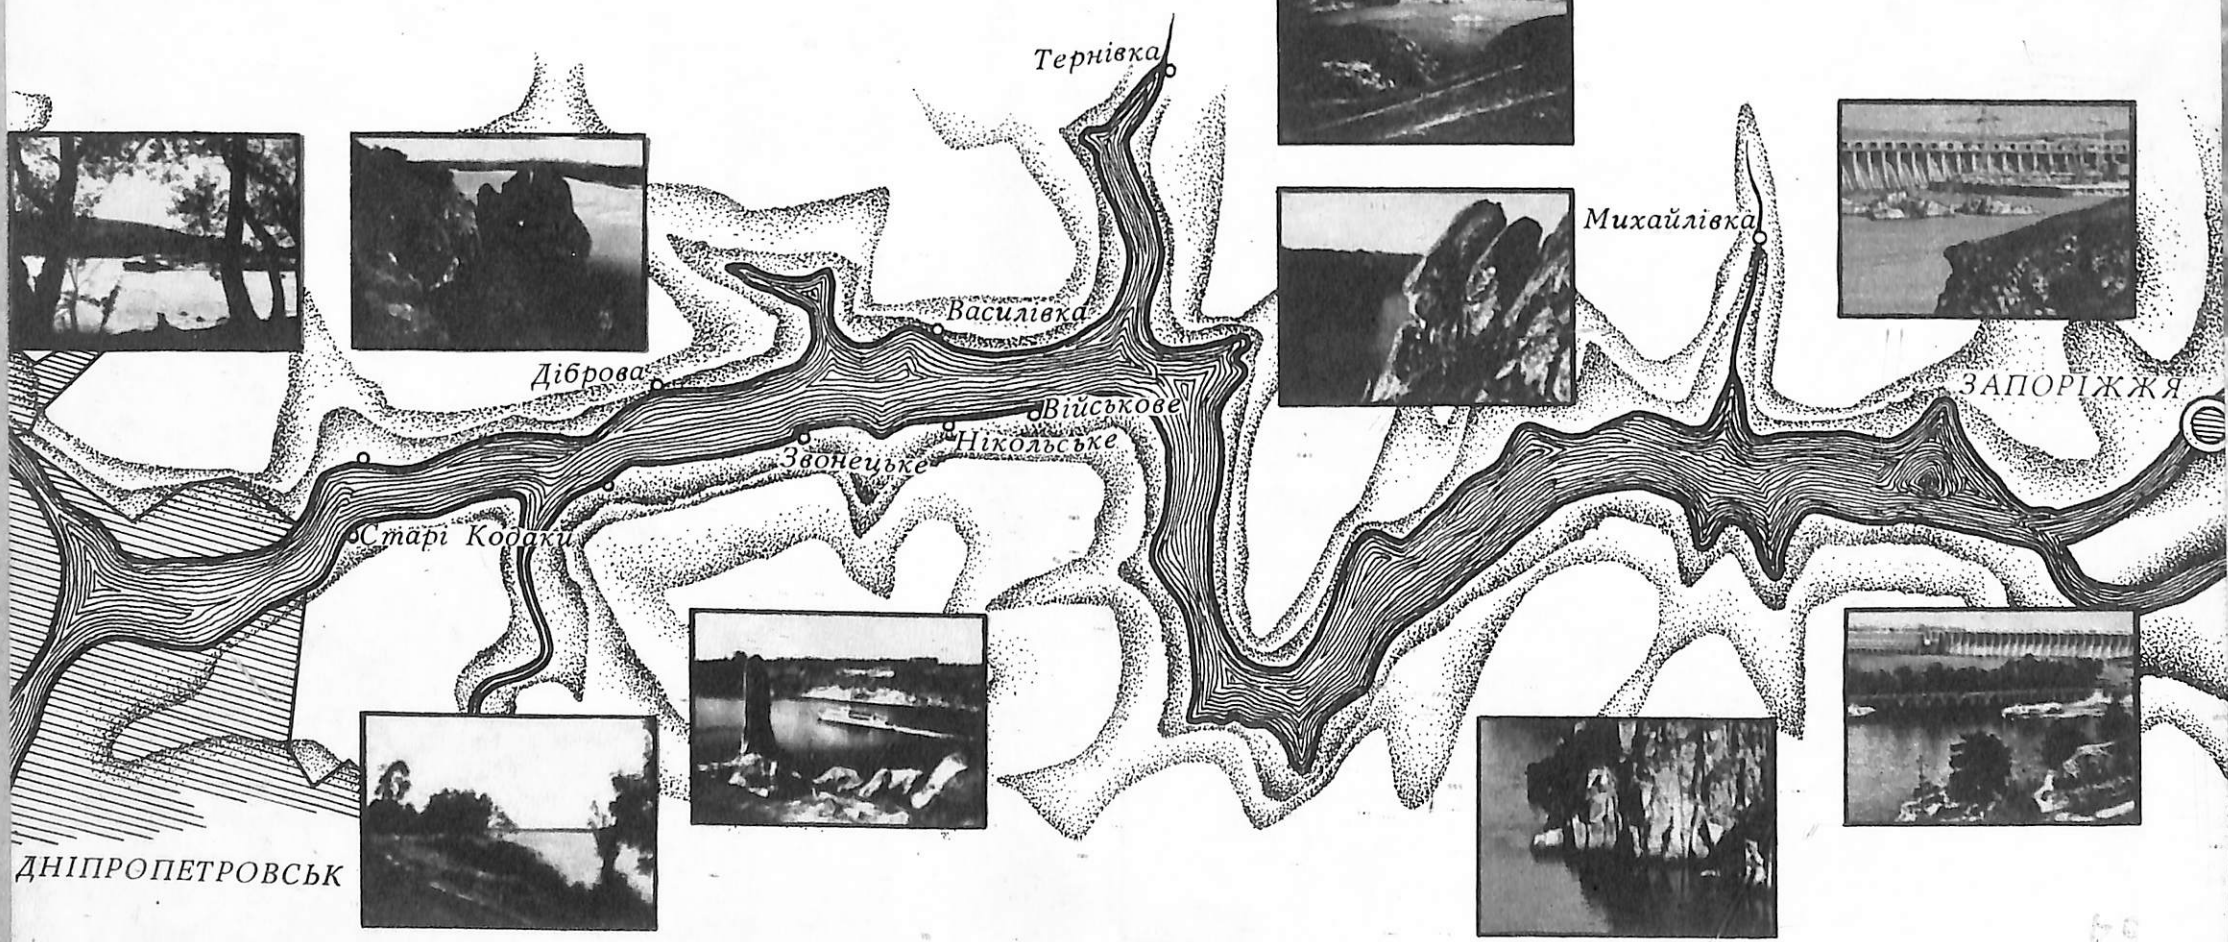 Тернівка
Михайлівка
Василівка
Діброва
ЗАПОРІЖЖЯ
Військове
Нікольське
Звонецьке
Старі Кодаки
ДНІПРОПЕТРОВСЬК